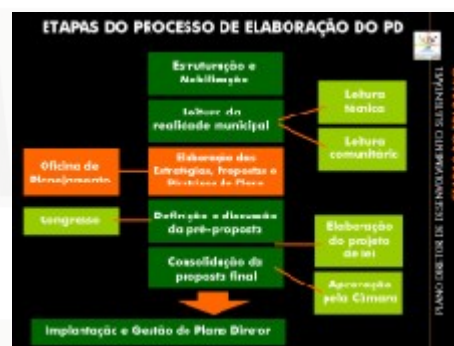 ETAPAS DO PROCESSO DE ELABORAÇÃO DO PD
Estruturação e
Mobilização
Leitura da
realidade municipal
Leitura
técnica
Leitura
comunitária
Oficina de
Planejamento
Elaboração das
Estratégias, Propostas e
Diretrizes do Plano
Congresso
Definição e discussão
da pré-proposta
Elaboração
do projeto
de lei
Consolidação da
proposta final
Aprovação
pela Câmara
Implantação e Gestão do Plano Diretor
PLANO DIRETOR DE DESENVOLVIMENTO SUSTENTÁVEL